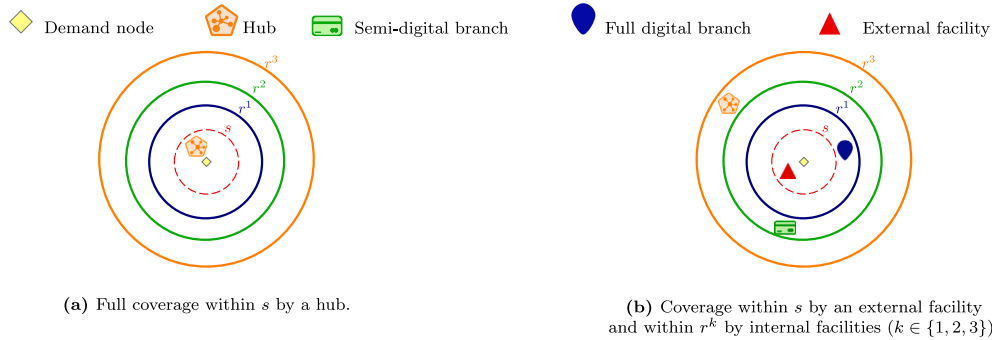 Demand node Hub Semi-digital branch Full digital branch External facility
r³ r³
r² r²
r¹ r¹
s s
(a) Full coverage within s by a hub.
(b) Coverage within s by an external facility
and within rᵏ by internal facilities (k ∈ {1, 2, 3})